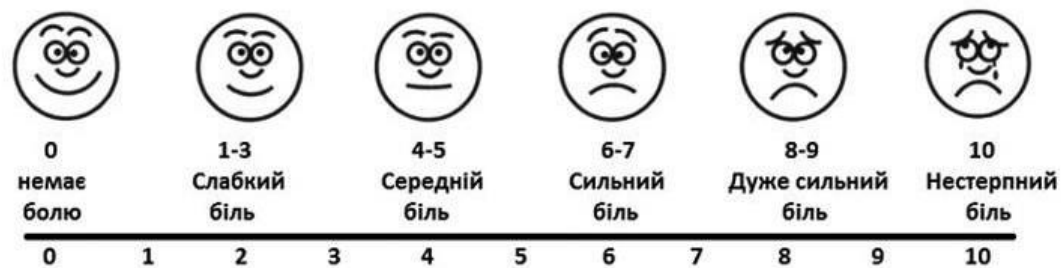 0 1-3 4-5 6-7 8-9 10
немає Слабкий Середній Сильний Дуже сильний Нестерпний
болю біль біль біль біль біль
0 1 2 3 4 5 6 7 8 9 10